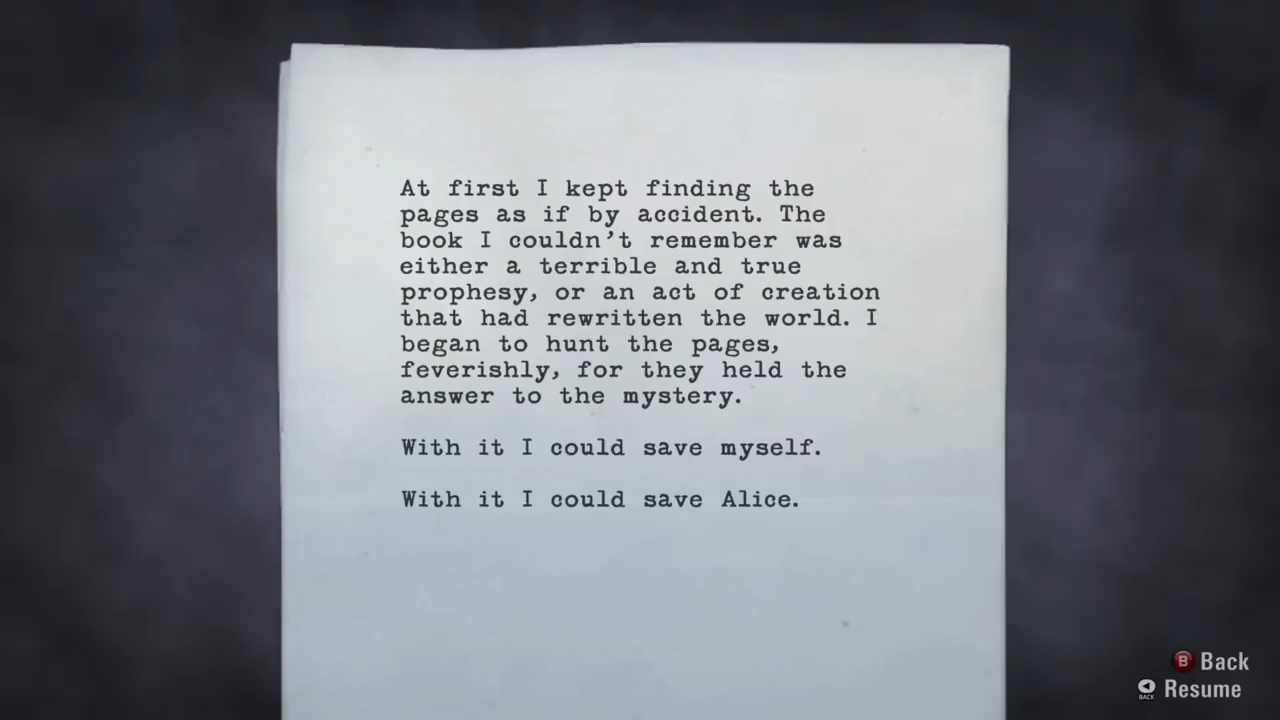 At first I kept finding the
pages as if by accident. The
book I couldn't remember was
either a terrible and true
prophesy, or an act of creation
that had rewritten the world. I
began to hunt the pages,
feverishly, for they held the
answer to the mystery.
With it I could save myself.
With it I could save Alice.
B Back
BACK Resume